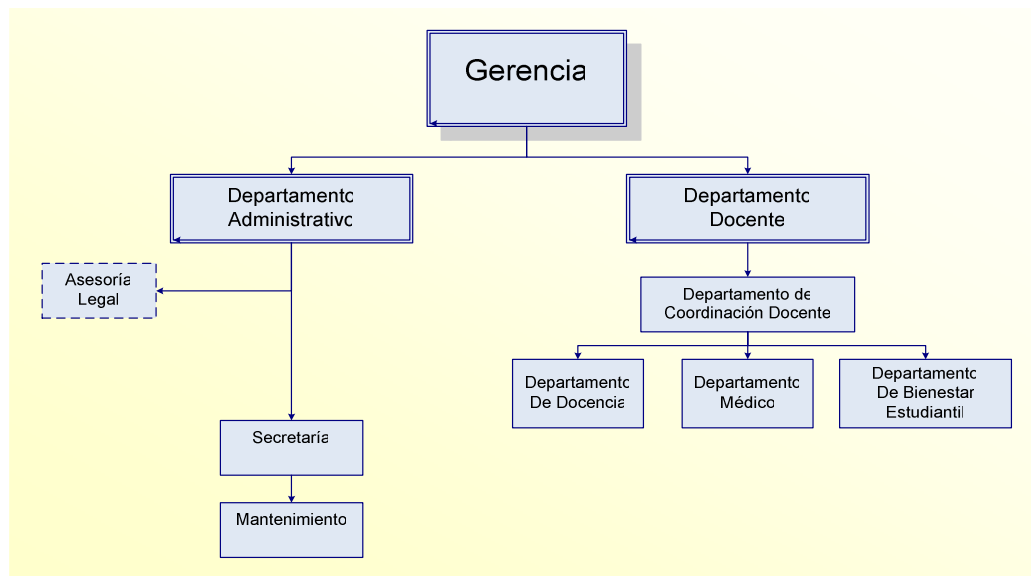 Gerencia
Departamento
Administrativo
Departamento
Docente
Asesoría
Legal
Departamento de
Coordinación Docente
Departamento
De Docencia
Departamento
Médico
Departamento
De Bienestar
Estudiantil
Secretaría
Mantenimiento